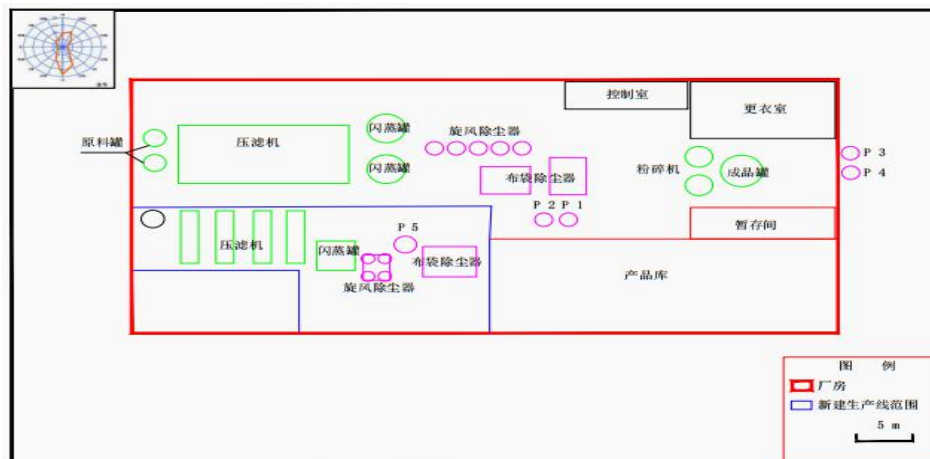 控制室
更衣室
原料罐
压滤机
闪蒸罐
闪蒸罐
旋风除尘器
布袋除尘器
粉碎机
成品罐
P 3
P 4
P 2
P 1
暂存间
压滤机
闪蒸罐
P 5
布袋除尘器
旋风除尘器
产品库
图 例
厂房
新建生产线范围
5 m